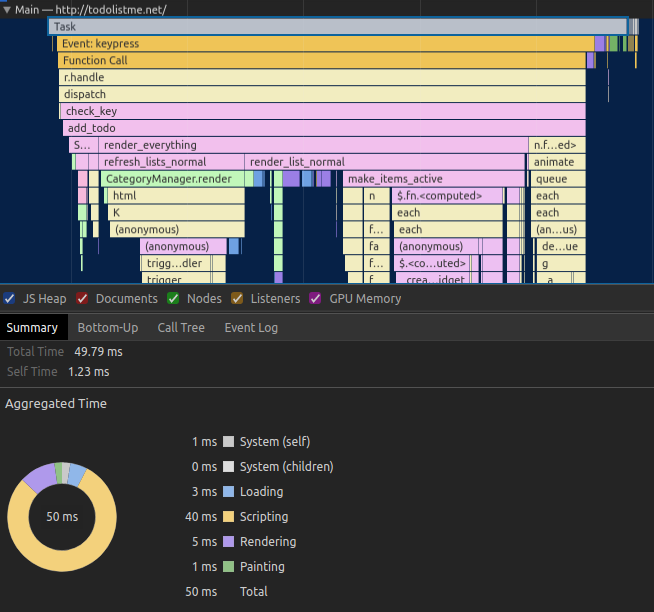 Main — http://todolistme.net/
Task
Event: keypress
Function Call
r.handle
dispatch
check_key
add_todo
S... render_everything n.f...ed>
refresh_lists_normal render_list_normal animate
CategoryManager.render make_items_active queue
html n $.fn.<computed> each
K each each
(anonymous) f... each (an...us)
(anonymous) fa (anonymous) de...ue
trigg...dler f... $.<co...uted> g
trigger f crea...idget a
JS Heap Documents Nodes Listeners GPU Memory
Summary Bottom-Up Call Tree Event Log
Total Time 49.79 ms
Self Time 1.23 ms
Aggregated Time
50 ms
1 ms System (self)
0 ms System (children)
3 ms Loading
40 ms Scripting
5 ms Rendering
1 ms Painting
50 ms Total